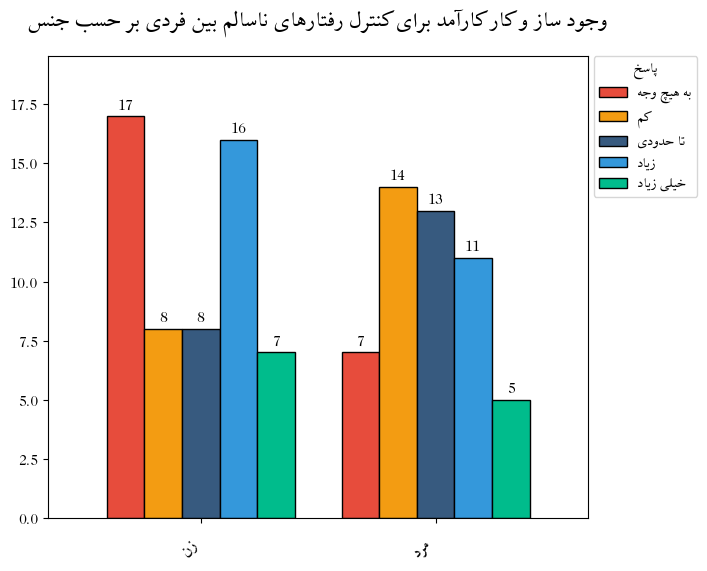 وجود ساز و کار کارآمد برای کنترل رفتارهای ناسالم بین فردی بر حسب جنس
پاسخ
به هیچ وجه
کم
تا حدودی
زیاد
خیلی زیاد
17.5
15.0
12.5
10.0
7.5
5.0
2.5
0.0
17
8
8
16
7
7
14
13
11
5
زن
مرد